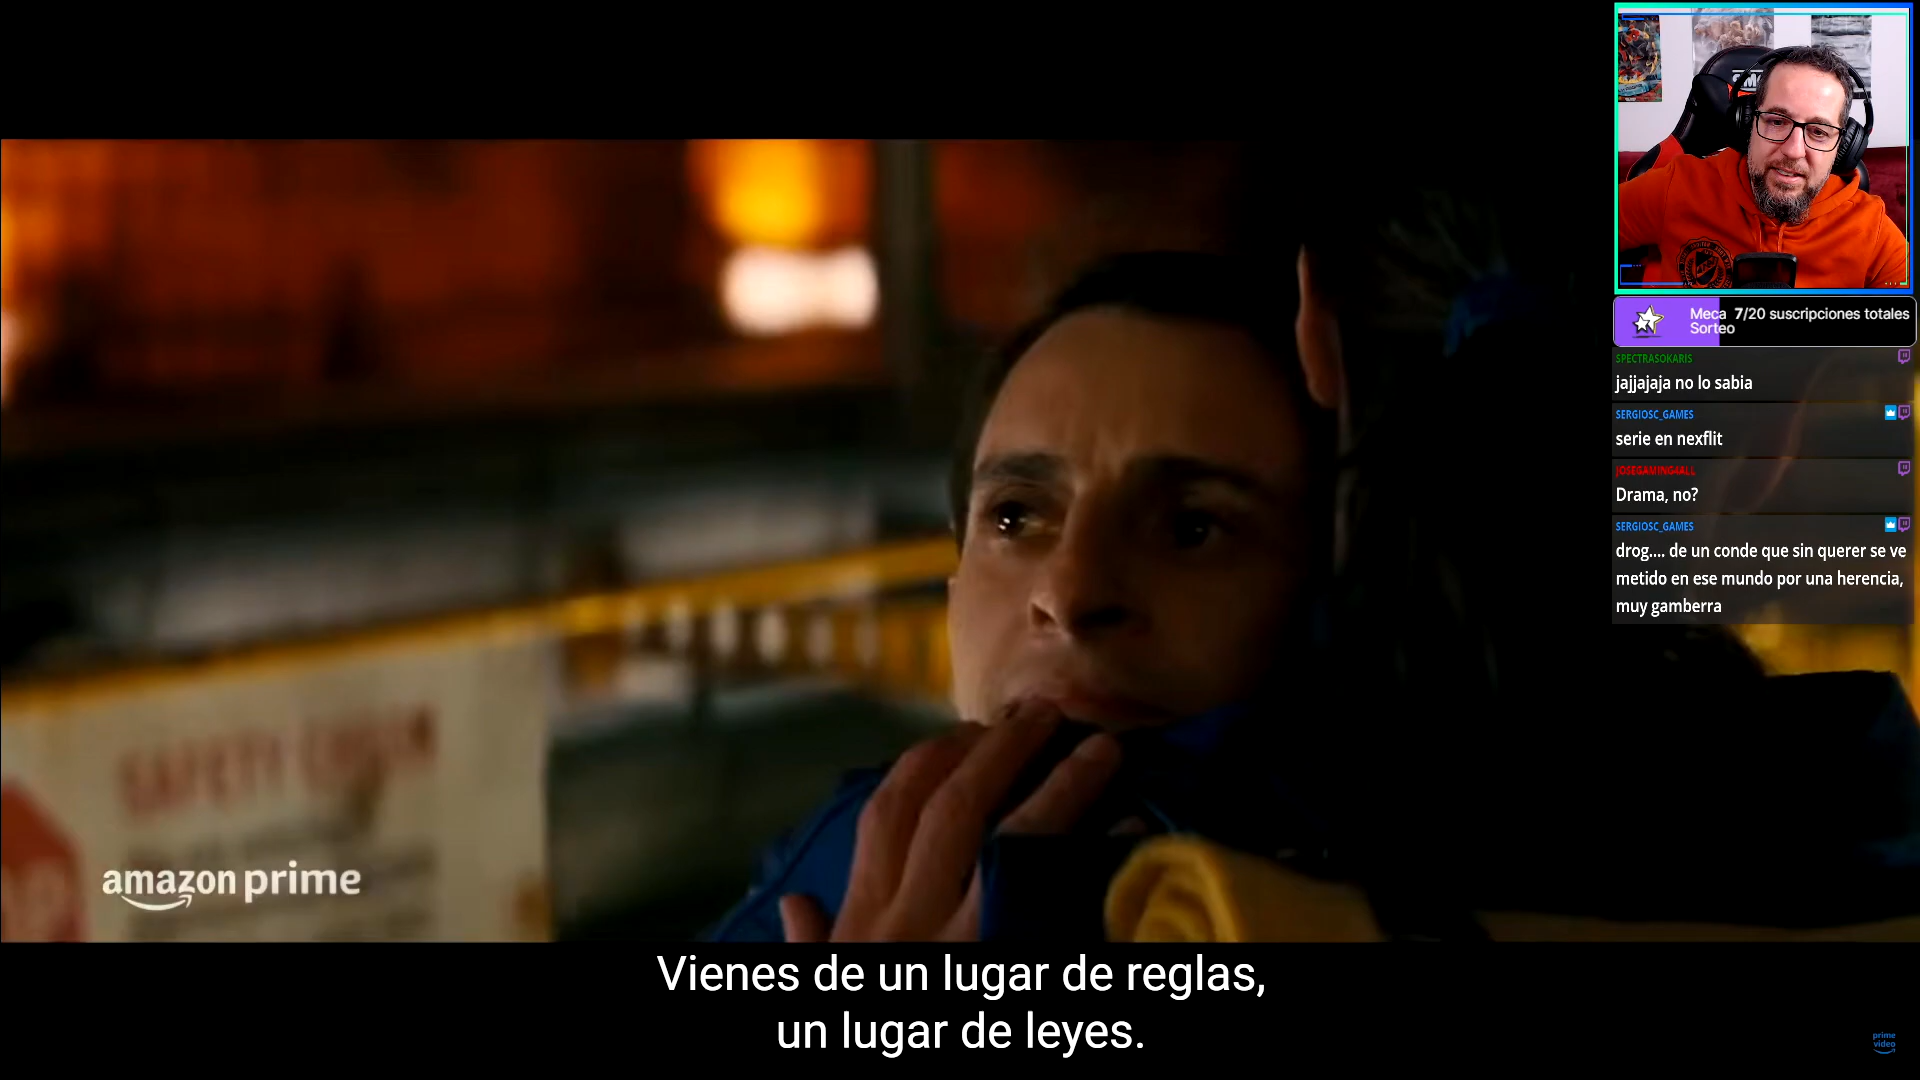 Meca 7/20 suscripciones totales
Sorteo
SPECTRASOKARIS
jajjajaja no lo sabia
SERGIOSC_GAMES
serie en nexflit
JOSEGAMING4ALL
Drama, no?
SERGIOSC_GAMES
drog.... de un conde que sin querer se ve
metido en ese mundo por una herencia,
muy gamberra
SAFETY
amazon prime
Vienes de un lugar de reglas,
un lugar de leyes.
prime
video